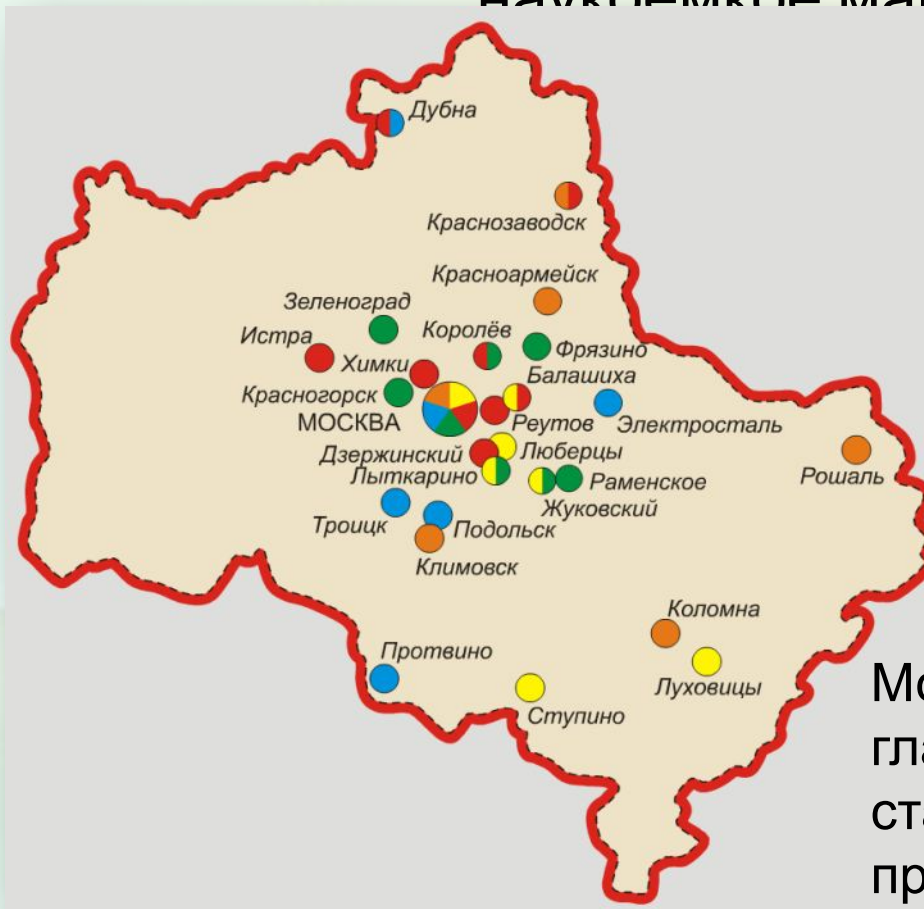 Дубна
Краснозаводск
Красноармейск
Зеленоград
Королёв
Истра
Фрязино
Химки
Балашиха
Красногорск
МОСКВА
Реутов
Электросталь
Дзержинский
Люберцы
Лыткарино
Раменское
Рошаль
Жуковский
Троицк
Подольск
Климовск
Коломна
Протвино
Луховицы
Ступино